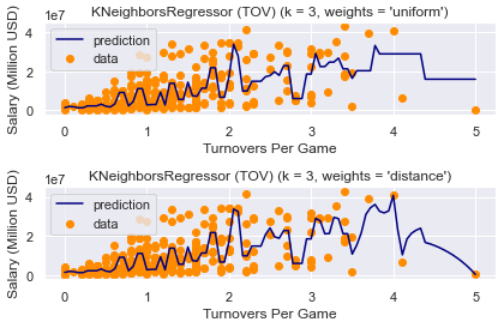 KNeighborsRegressor (TOV) (k = 3, weights = 'uniform')
1e7
4
2
0
Salary (Million USD)
prediction
data
0 1 2 3 4 5
Turnovers Per Game
KNeighborsRegressor (TOV) (k = 3, weights = 'distance')
1e7
4
2
0
Salary (Million USD)
prediction
data
0 1 2 3 4 5
Turnovers Per Game